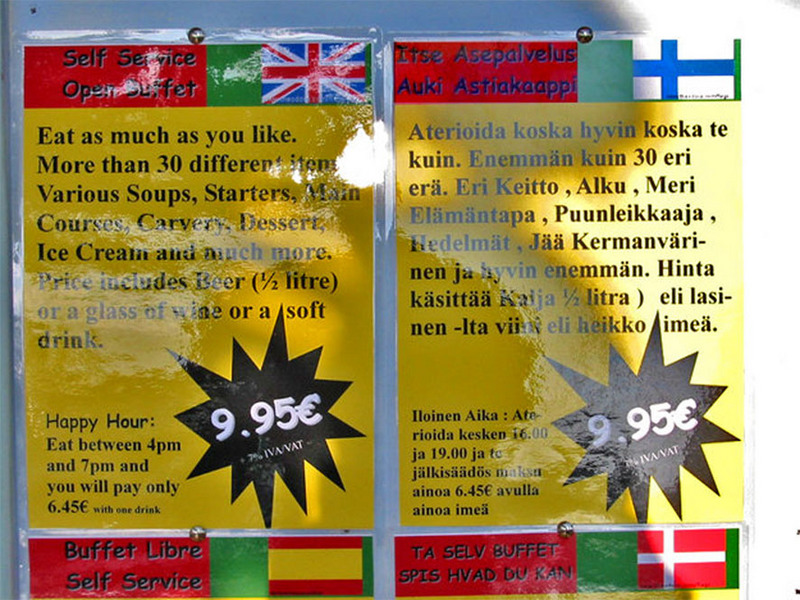 Self Service
Open Buffet
Eat as much as you like.
More than 30 different items
Various Soups, Starters, Main
Courses, Carvery, Dessert,
Ice Cream and much more.
Price includes Beer (½ litre)
or a glass of wine or a soft
drink.
9.95€
7% IVA/VAT
Happy Hour:
Eat between 4pm
and 7pm and
you will pay only
6.45€ with one drink
Itse Asepalvelus
Auki Astiakaappi
Aterioida koska hyvin koska te
kuin. Enemmän kuin 30 eri
erä. Eri Keitto , Alku , Meri
Elämäntapa , Puunleikkaaja ,
Hedelmät , Jää Kermanväri-
nen ja hyvin enemmän. Hinta
käsittää Kalja ½ litra ) eli lasi-
nen -lta viini eli heikko imeä.
9.95€
7% IVA/VAT
Iloinen Aika : Ate-
rioida kesken 16.00
ja 19.00 ja te
jälkisäädös maksu
ainoa 6.45€ avulla
ainoa imeä
Buffet Libre
Self Service
TA SELV BUFFET
SPIS HVAD DU KAN